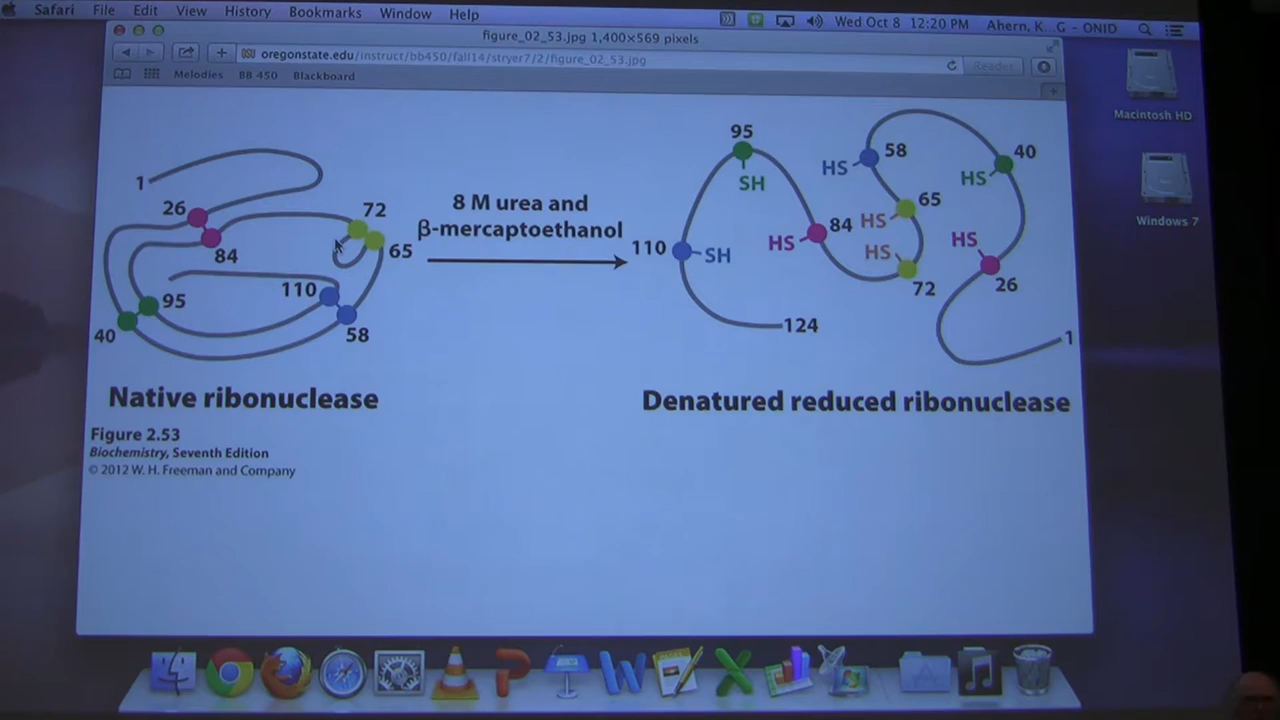 Safari File Edit View History Bookmarks Window Help Wed Oct 8 12:20 PM Ahern, K...G - ONID
figure_02_53.jpg 1,400×569 pixels
oregonstate.edu/instruct/bb450/fall14/stryer7/2/figure_02_53.jpg Reader
Melodies BB 450 Blackboard
Macintosh HD
Windows 7
1
26
84
72
65
95
40
110
58
8 M urea and
β-mercaptoethanol
95
SH
110
SH
HS
84
124
HS
58
HS
65
HS
72
40
HS
HS
26
1
Native ribonuclease
Denatured reduced ribonuclease
Figure 2.53
Biochemistry, Seventh Edition
© 2012 W. H. Freeman and Company